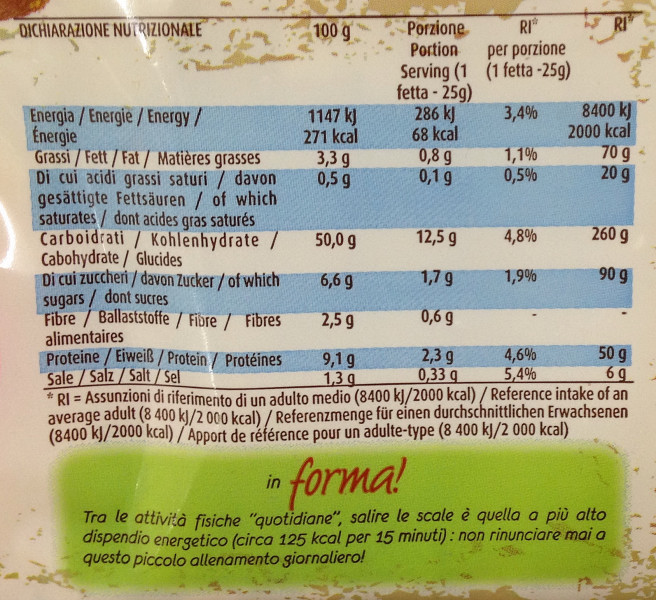 DICHIARAZIONE NUTRIZIONALE 100 g Porzione RI* RI*
Portion per porzione
Serving (1 (1 fetta -25g)
fetta - 25g)
Energia / Energie / Energy / 1147 kJ 286 kJ 3,4% 8400 kJ
Énergie 271 kcal 68 kcal 2000 kcal
Grassi / Fett / Fat / Matières grasses 3,3 g 0,8 g 1,1% 70 g
Di cui acidi grassi saturi / davon 0,5 g 0,1 g 0,5% 20 g
gesättigte Fettsäuren / of which
saturates / dont acides gras saturés
Carboidrati / Kohlenhydrate / 50,0 g 12,5 g 4,8% 260 g
Cabohydrate / Glucides
Di cui zuccheri / davon Zucker / of which 6,6 g 1,7 g 1,9% 90 g
sugars / dont sucres
Fibre / Ballaststoffe / Fibre / Fibres 2,5 g 0,6 g - -
alimentaires
Proteine / Eiweiß / Protein / Protéines 9,1 g 2,3 g 4,6% 50 g
Sale / Salz / Salt / Sel 1,3 g 0,33 g 5,4% 6 g
* RI = Assunzioni di riferimento di un adulto medio (8400 kJ/2000 kcal) / Reference intake of an
average adult (8 400 kJ/2 000 kcal) / Referenzmenge für einen durchschnittlichen Erwachsenen
(8400 kJ/2000 kcal) / Apport de référence pour un adulte-type (8 400 kJ/2 000 kcal)
in forma!
Tra le attività fisiche "quotidiane", salire le scale è quella a più alto
dispendio energetico (circa 125 kcal per 15 minuti) : non rinunciare mai a
questo piccolo allenamento giornaliero!